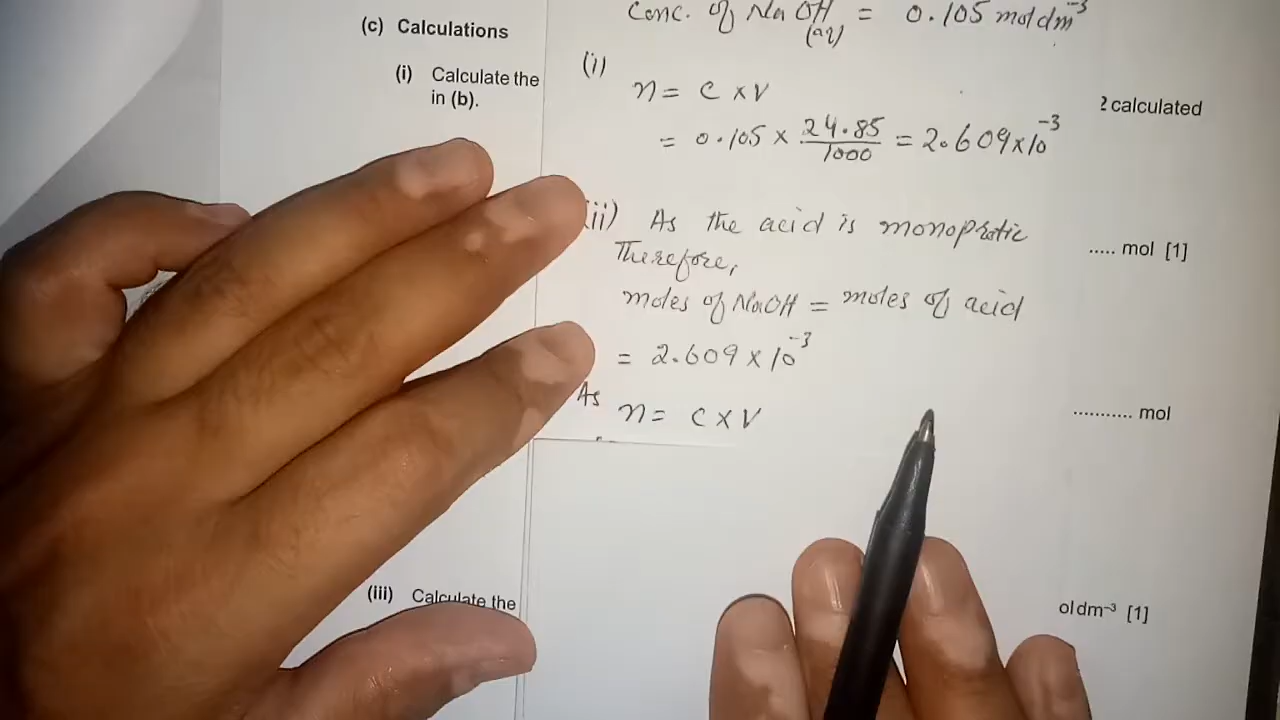 Conc. of NaOH (aq) = 0.105 mol dm⁻³
(c) Calculations
(i) Calculate the
in (b).
2 calculated
(i)
n = c × V
= 0.105 × 24.85/1000 = 2.609 × 10⁻³
(ii) As the acid is monoprotic
..... mol [1]
Therefore,
moles of NaOH = moles of acid
= 2.609 × 10⁻³
As n = c × V
........... mol
(iii) Calculate the
ol dm⁻³ [1]